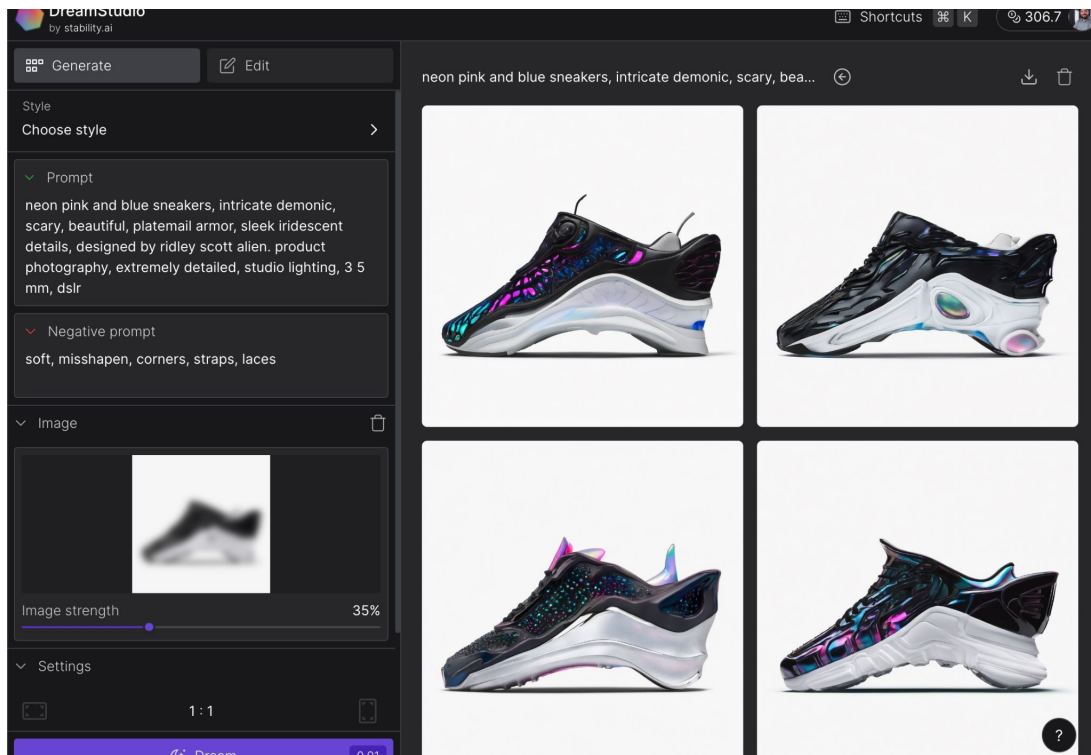 DreamStudio
by stability.ai
Shortcuts ⌘ K
306.7
Generate
Edit
Style
Choose style
Prompt
neon pink and blue sneakers, intricate demonic,
scary, beautiful, platemail armor, sleek iridescent
details, designed by ridley scott alien. product
photography, extremely detailed, studio lighting, 3 5
mm, dslr
Negative prompt
soft, misshapen, corners, straps, laces
Image
Image strength 35%
Settings
1 : 1
Dream 0.91
neon pink and blue sneakers, intricate demonic, scary, bea...
?